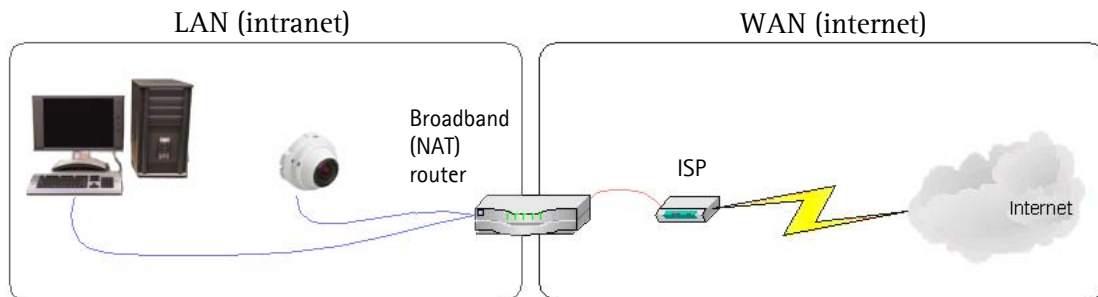 LAN (intranet)
WAN (internet)
Broadband
(NAT)
router
ISP
Internet